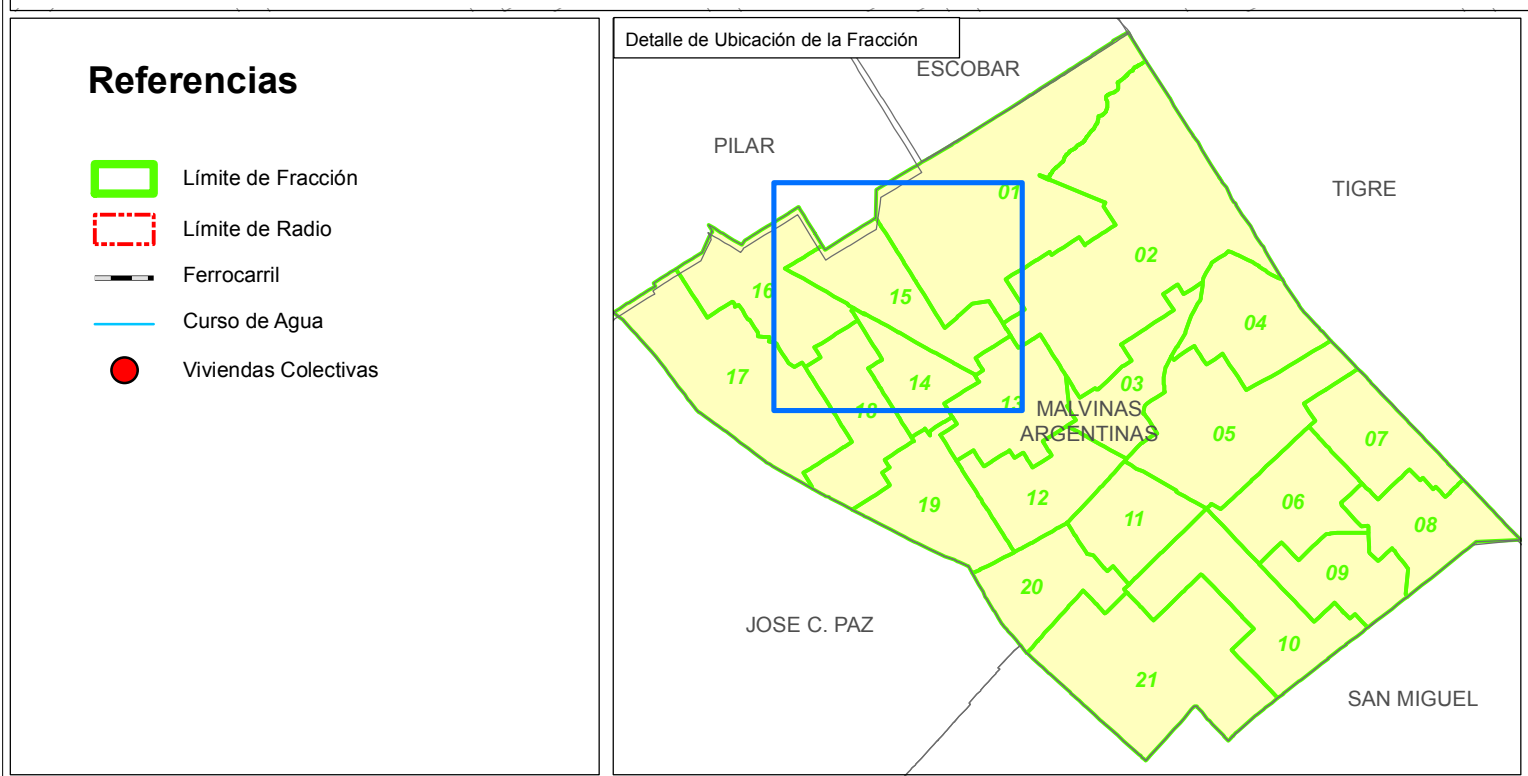 Referencias
Límite de Fracción
Límite de Radio
Ferrocarril
Curso de Agua
Viviendas Colectivas
Detalle de Ubicación de la Fracción
ESCOBAR
PILAR
TIGRE
01
02
16
15
04
17
14
03
13
18
MALVINAS
ARGENTINAS
05
07
12
19
11
06
08
09
20
JOSE C. PAZ
10
21
SAN MIGUEL